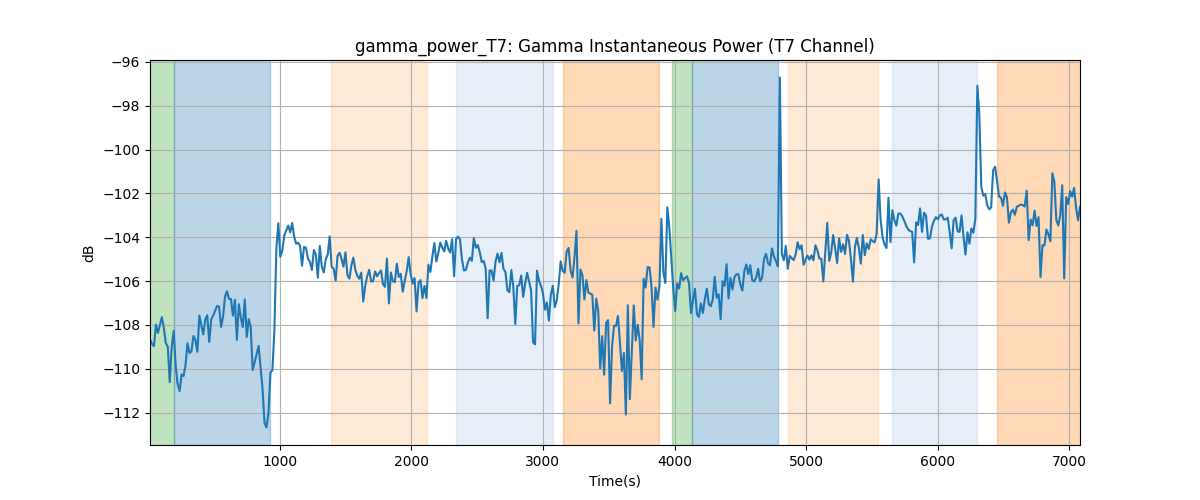 gamma_power_T7: Gamma Instantaneous Power (T7 Channel)
−96
−98
−100
−102
−104
−106
−108
−110
−112
dB
1000 2000 3000 4000 5000 6000 7000
Time(s)